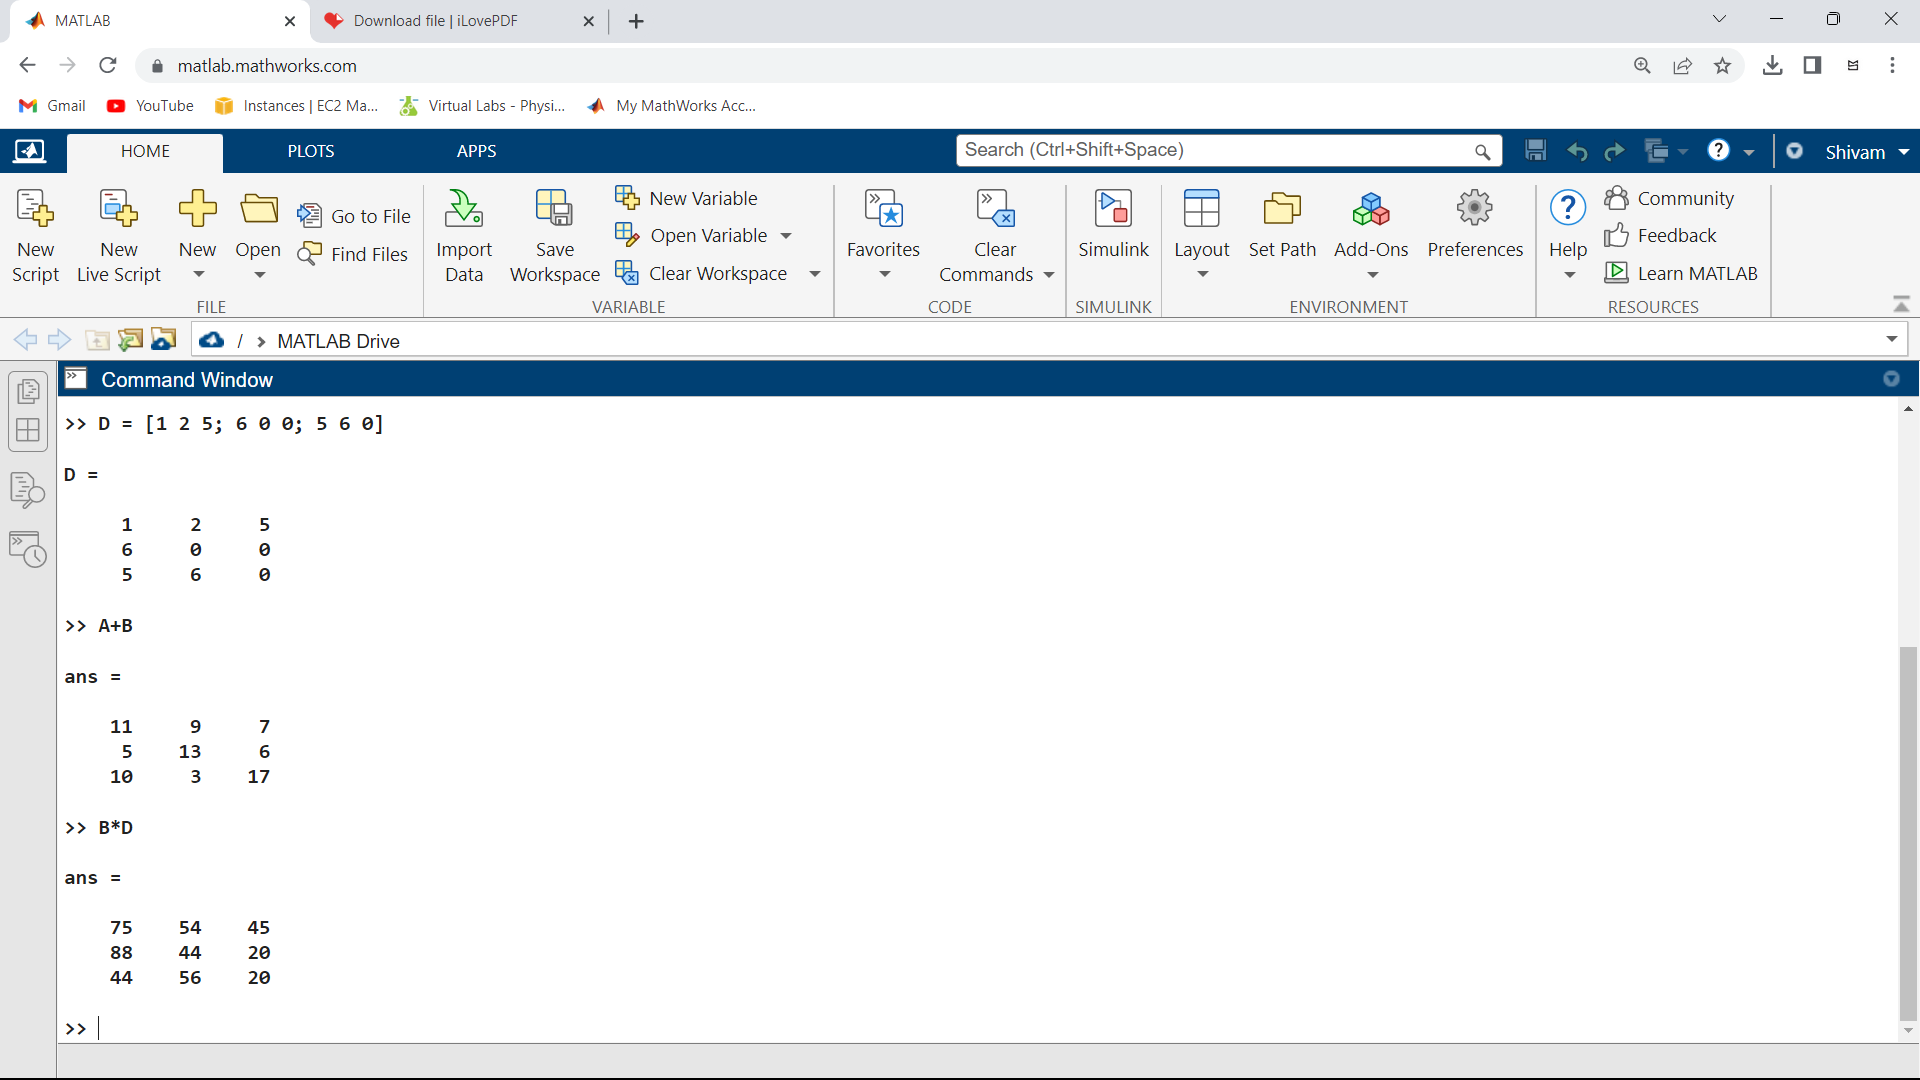 MATLAB
Download file | iLovePDF
matlab.mathworks.com
Gmail YouTube Instances | EC2 Ma... Virtual Labs - Physi... My MathWorks Acc...
HOME PLOTS APPS Search (Ctrl+Shift+Space) Shivam
New Script
New Live Script
New
Open
Go to File
Find Files
FILE
Import Data
Save Workspace
New Variable
Open Variable
Clear Workspace
VARIABLE
Favorites
Clear Commands
CODE
Simulink
SIMULINK
Layout
Set Path
Add-Ons
Preferences
ENVIRONMENT
Help
Community
Feedback
Learn MATLAB
RESOURCES
/ > MATLAB Drive
Command Window
>> D = [1 2 5; 6 0 0; 5 6 0]
D =
1 2 5
6 0 0
5 6 0
>> A+B
ans =
11 9 7
5 13 6
10 3 17
>> B*D
ans =
75 54 45
88 44 20
44 56 20
>>